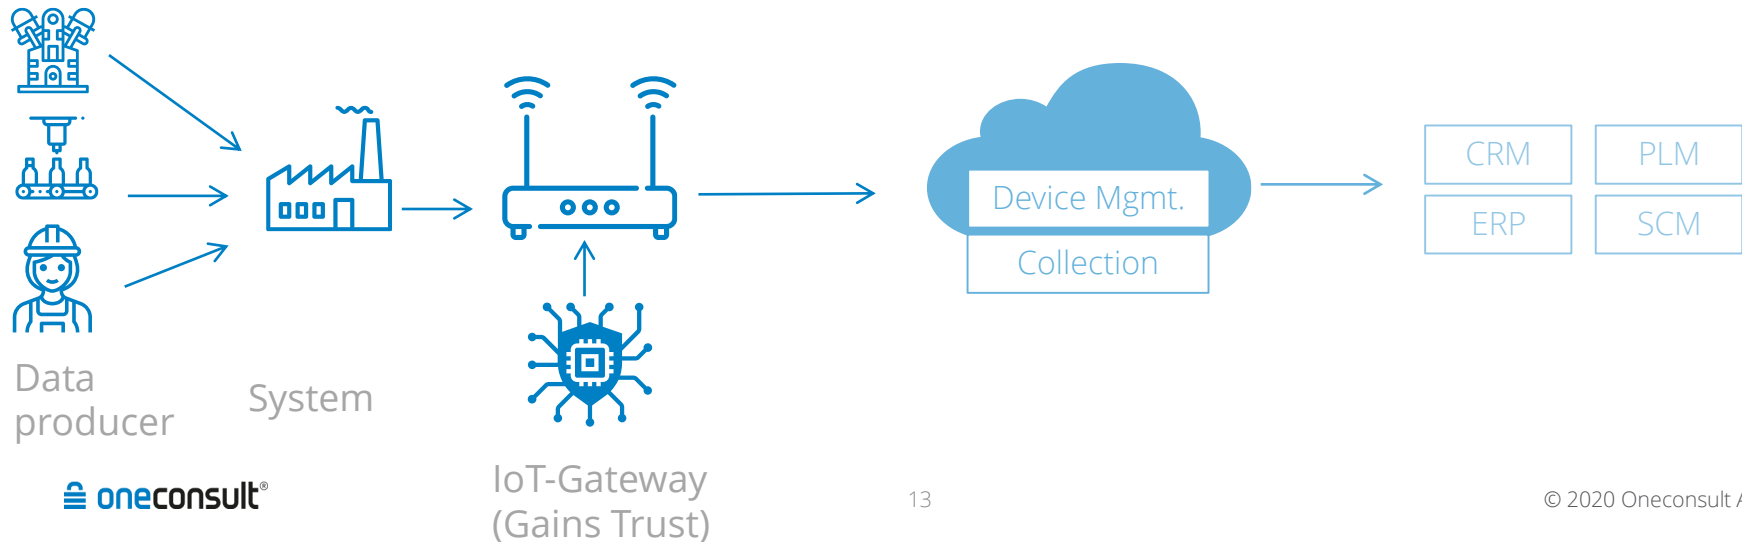 Device Mgmt.
Collection
CRM
PLM
ERP
SCM
Data
producer
System
IoT-Gateway
(Gains Trust)
oneconsult®
13
© 2020 Oneconsult